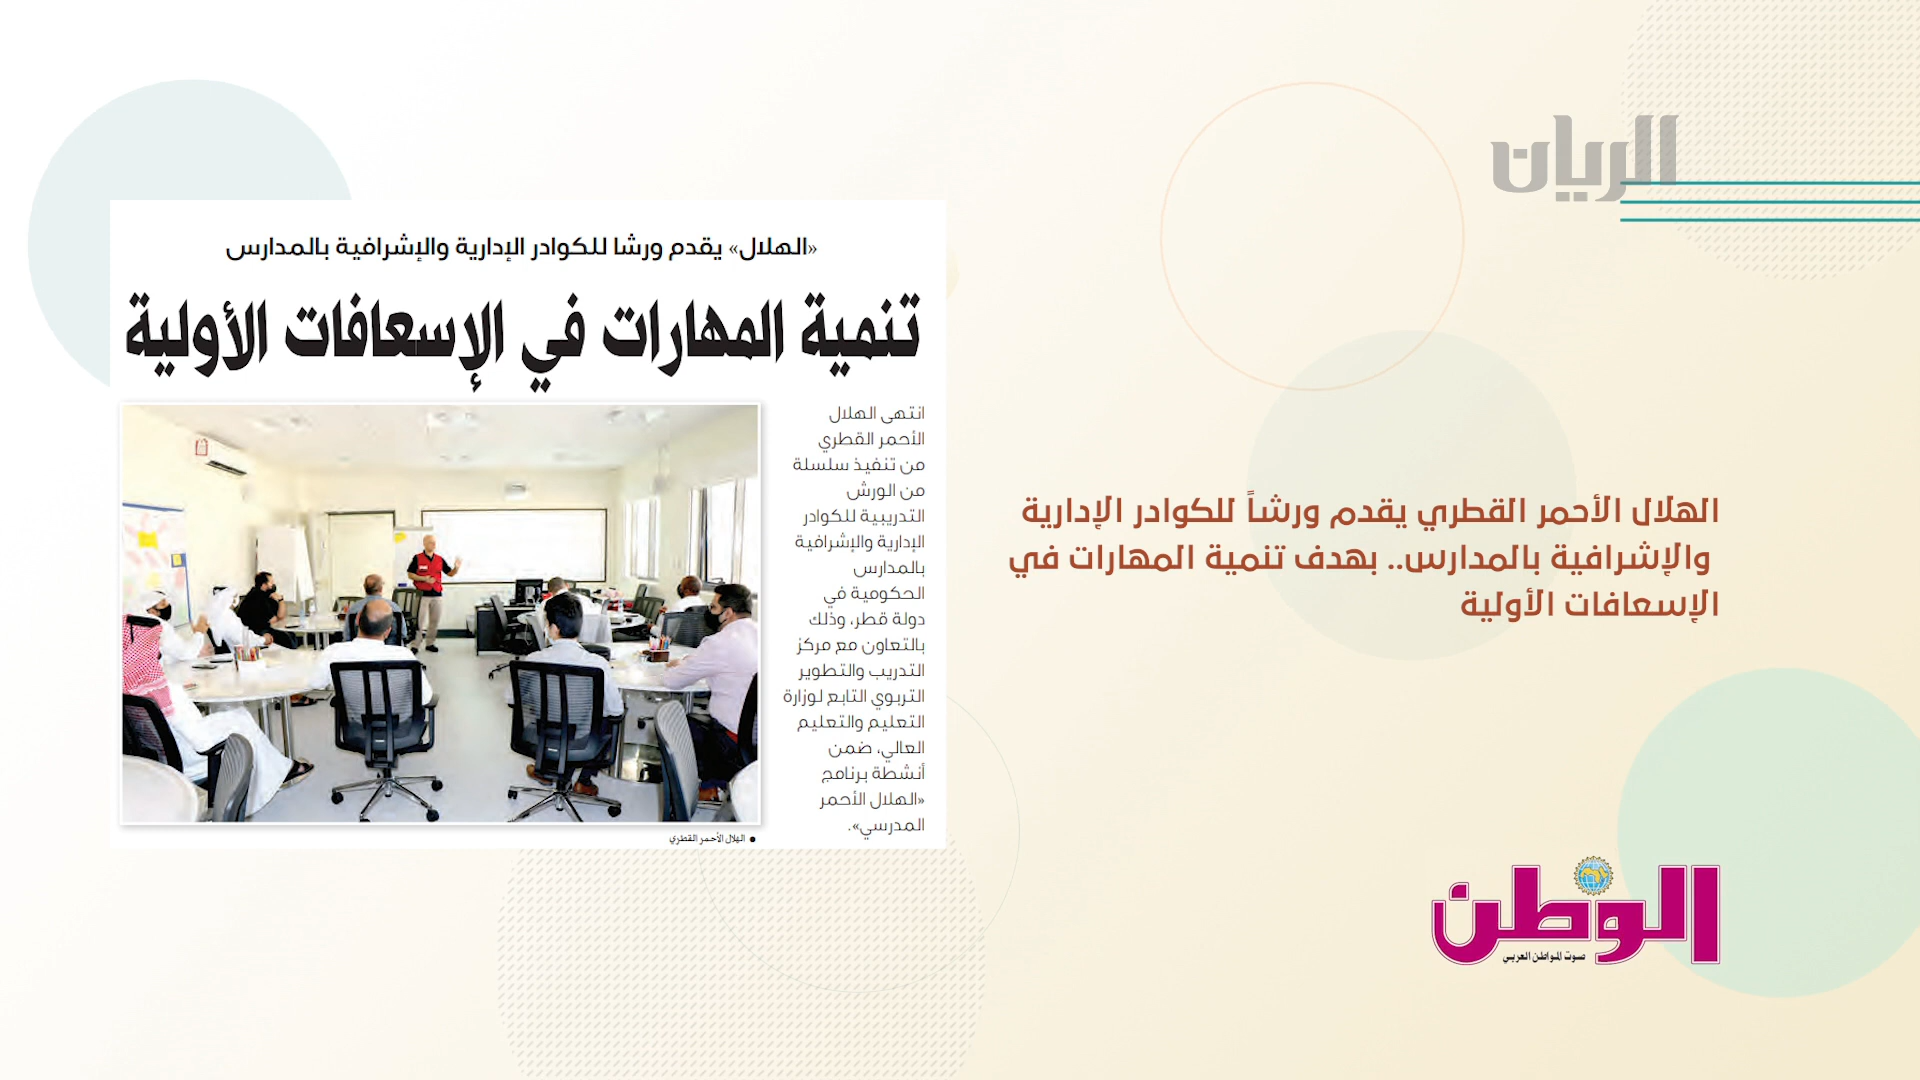 الريان
«الهلال» يقدم ورشا للكوادر الإدارية والإشرافية بالمدارس
تنمية المهارات في الإسعافات الأولية
انتهى الهلال
الأحمر القطري
من تنفيذ سلسلة
من الورش
التدريبية للكوادر
الإدارية والإشرافية
بالمدارس
الحكومية في
دولة قطر، وذلك
بالتعاون مع مركز
التدريب والتطوير
التربوي التابع لوزارة
التعليم والتعليم
العالي، ضمن
أنشطة برنامج
«الهلال الأحمر
المدرسي».
● الهلال الأحمر القطري
الهلال الأحمر القطري يقدم ورشاً للكوادر الإدارية
والإشرافية بالمدارس.. بهدف تنمية المهارات في
الإسعافات الأولية
الوطن
صوت المواطن العربي